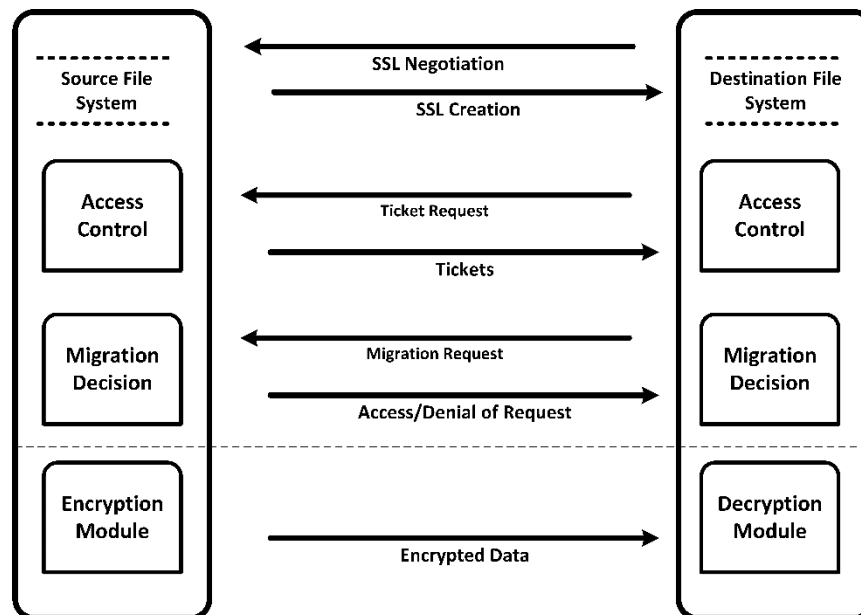 SSL Negotiation
Source File
System
Destination File
System
SSL Creation
Access
Control
Ticket Request
Access
Control
Tickets
Migration
Decision
Migration Request
Migration
Decision
Access/Denial of Request
Encryption
Module
Decryption
Module
Encrypted Data